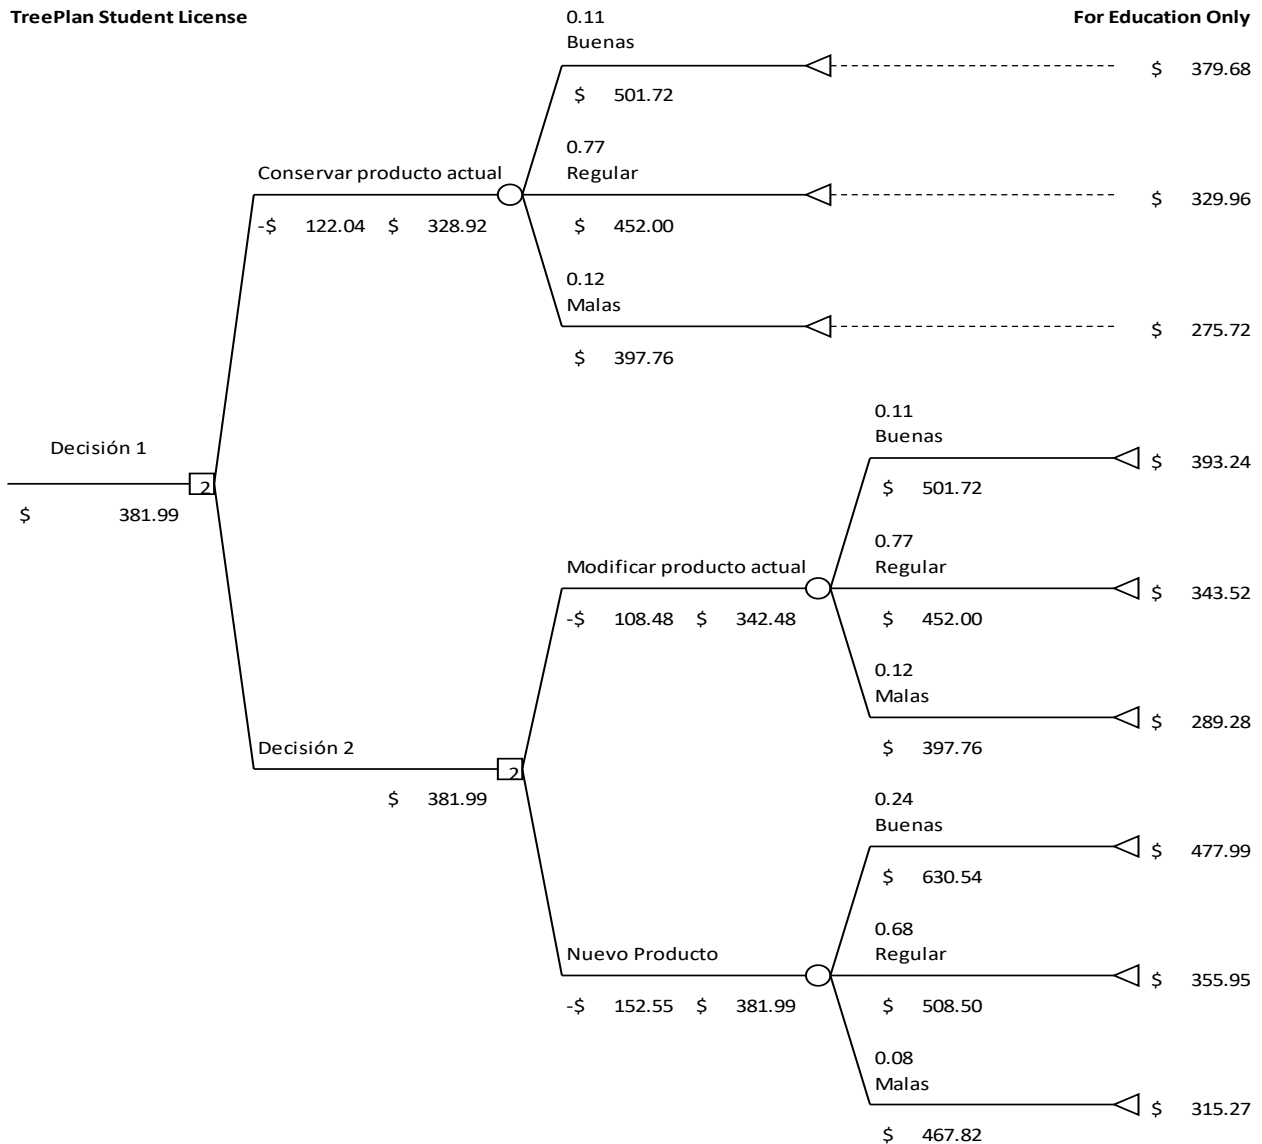 TreePlan Student License
For Education Only
0.11
Buenas
$ 379.68
$ 501.72
0.77
Conservar producto actual
Regular
$ 329.96
-$ 122.04 $ 328.92
$ 452.00
0.12
Malas
$ 275.72
$ 397.76
0.11
Buenas
Decisión 1
$ 393.24
2
$ 501.72
$ 381.99
0.77
Modificar producto actual
Regular
$ 343.52
-$ 108.48 $ 342.48
$ 452.00
0.12
Malas
$ 289.28
Decisión 2
$ 397.76
2
$ 381.99
0.24
Buenas
$ 477.99
$ 630.54
0.68
Nuevo Producto
Regular
$ 355.95
-$ 152.55 $ 381.99
$ 508.50
0.08
Malas
$ 315.27
$ 467.82